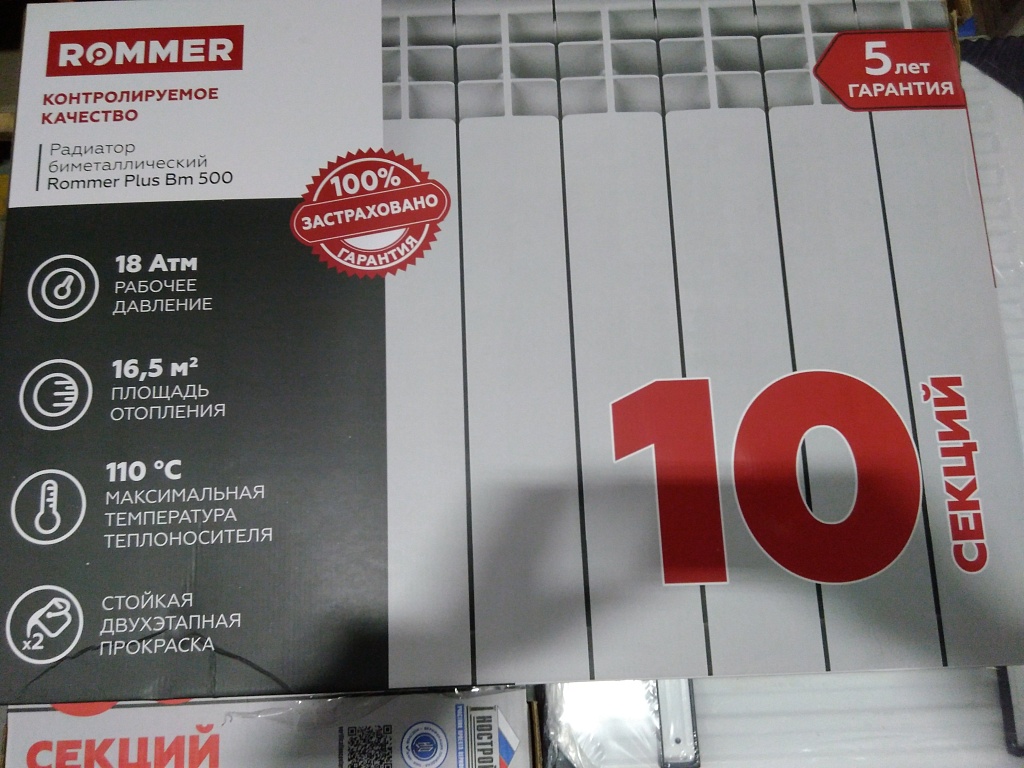 ROMMER
КОНТРОЛИРУЕМОЕ
КАЧЕСТВО
Радиатор
биметаллический
Rommer Plus Bm 500
100%
ЗАСТРАХОВАНО
ГАРАНТИЯ
5 лет
ГАРАНТИЯ
18 Атм
РАБОЧЕЕ
ДАВЛЕНИЕ
16,5 м²
ПЛОЩАДЬ
ОТОПЛЕНИЯ
110 °C
МАКСИМАЛЬНАЯ
ТЕМПЕРАТУРА
ТЕПЛОНОСИТЕЛЯ
x2
СТОЙКАЯ
ДВУХЭТАПНАЯ
ПРОКРАСКА
10
СЕКЦИЙ
СЕКЦИЙ